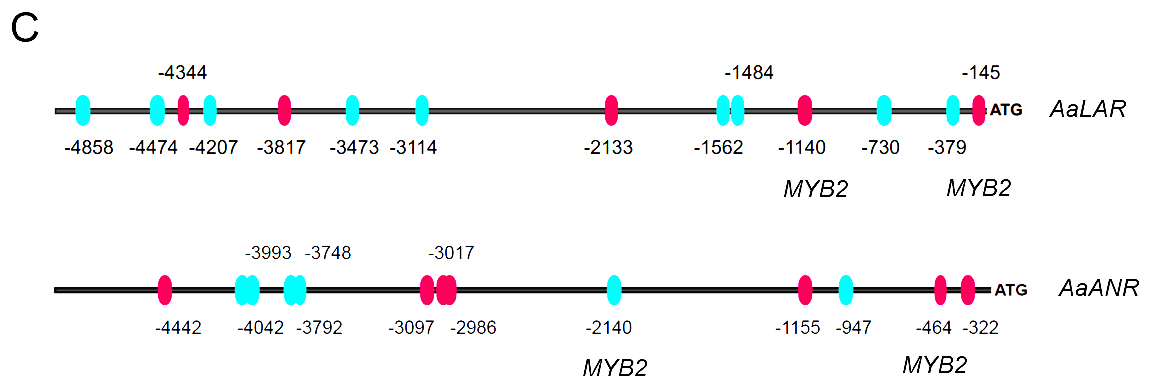 C
-4344 -1484 -145
ATG AaLAR
-4858 -4474 -4207 -3817 -3473 -3114 -2133 -1562 -1140 -730 -379
MYB2 MYB2
-3993 -3748 -3017
ATG AaANR
-4442 -4042 -3792 -3097 -2986 -2140 -1155 -947 -464 -322
MYB2 MYB2